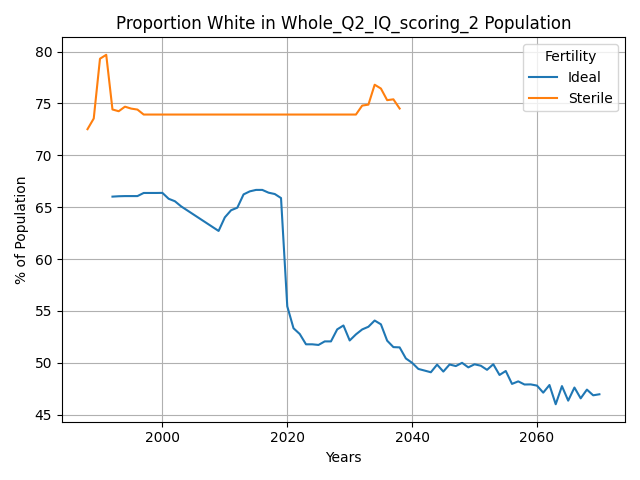 Proportion White in Whole_Q2_IQ_scoring_2 Population
Fertility
Ideal
Sterile
% of Population
80
75
70
65
60
55
50
45
2000
2020
2040
2060
Years